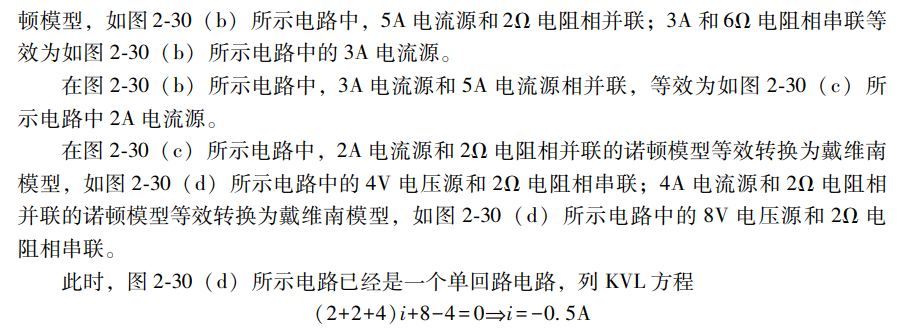 顿模型，如图 2-30（b）所示电路中，5A 电流源和 2Ω 电阻相并联；3A 和 6Ω 电阻相串联等
效为如图 2-30（b）所示电路中的 3A 电流源。
在图 2-30（b）所示电路中，3A 电流源和 5A 电流源相并联，等效为如图 2-30（c）所
示电路中 2A 电流源。
在图 2-30（c）所示电路中，2A 电流源和 2Ω 电阻相并联的诺顿模型等效转换为戴维南
模型，如图 2-30（d）所示电路中的 4V 电压源和 2Ω 电阻相串联；4A 电流源和 2Ω 电阻相
并联的诺顿模型等效转换为戴维南模型，如图 2-30（d）所示电路中的 8V 电压源和 2Ω 电
阻相串联。
此时，图 2-30（d）所示电路已经是一个单回路电路，列 KVL 方程
(2+2+4)i+8-4=0⇒i=-0.5A